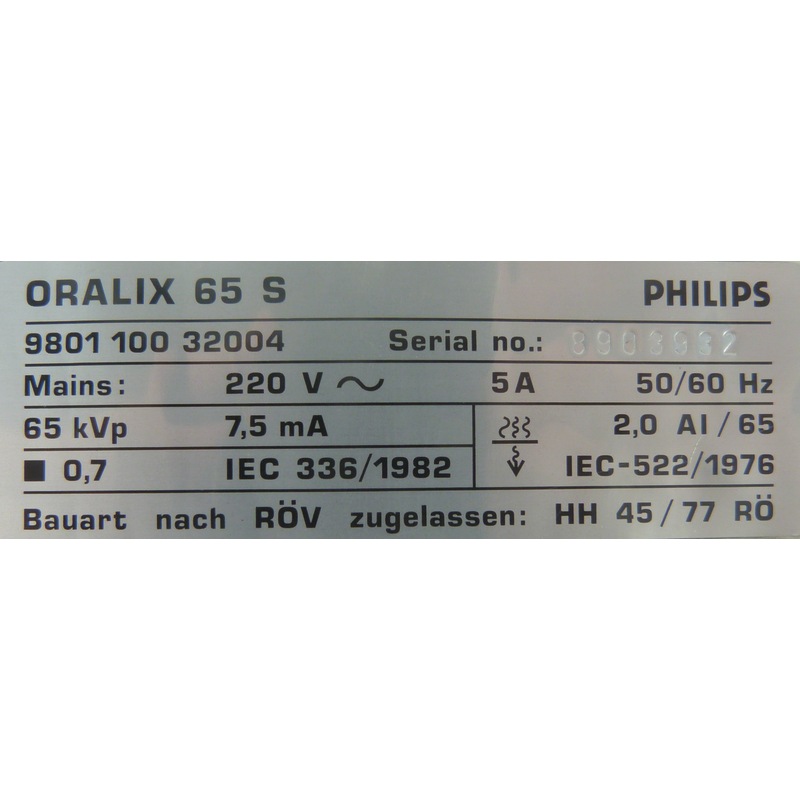 ORALIX 65 S PHILIPS
9801 100 32004 Serial no.:
Mains: 220 V ~ 5 A 50/60 Hz
65 kVp 7,5 mA 2,0 Al / 65
■ 0,7 IEC 336/1982 IEC-522/1976
Bauart nach RÖV zugelassen: HH 45/77 RÖ